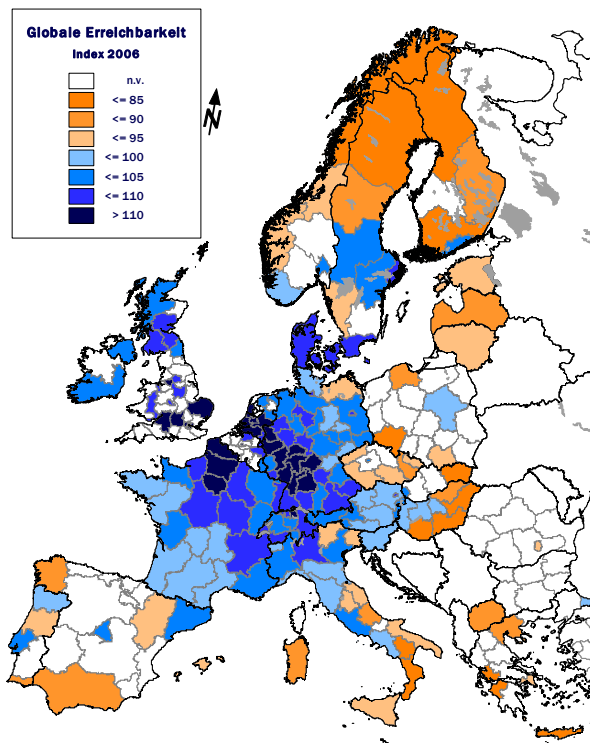 Globale Erreichbarkeit
Index 2006
n.v.
<= 85
<= 90
<= 95
<= 100
<= 105
<= 110
> 110
N